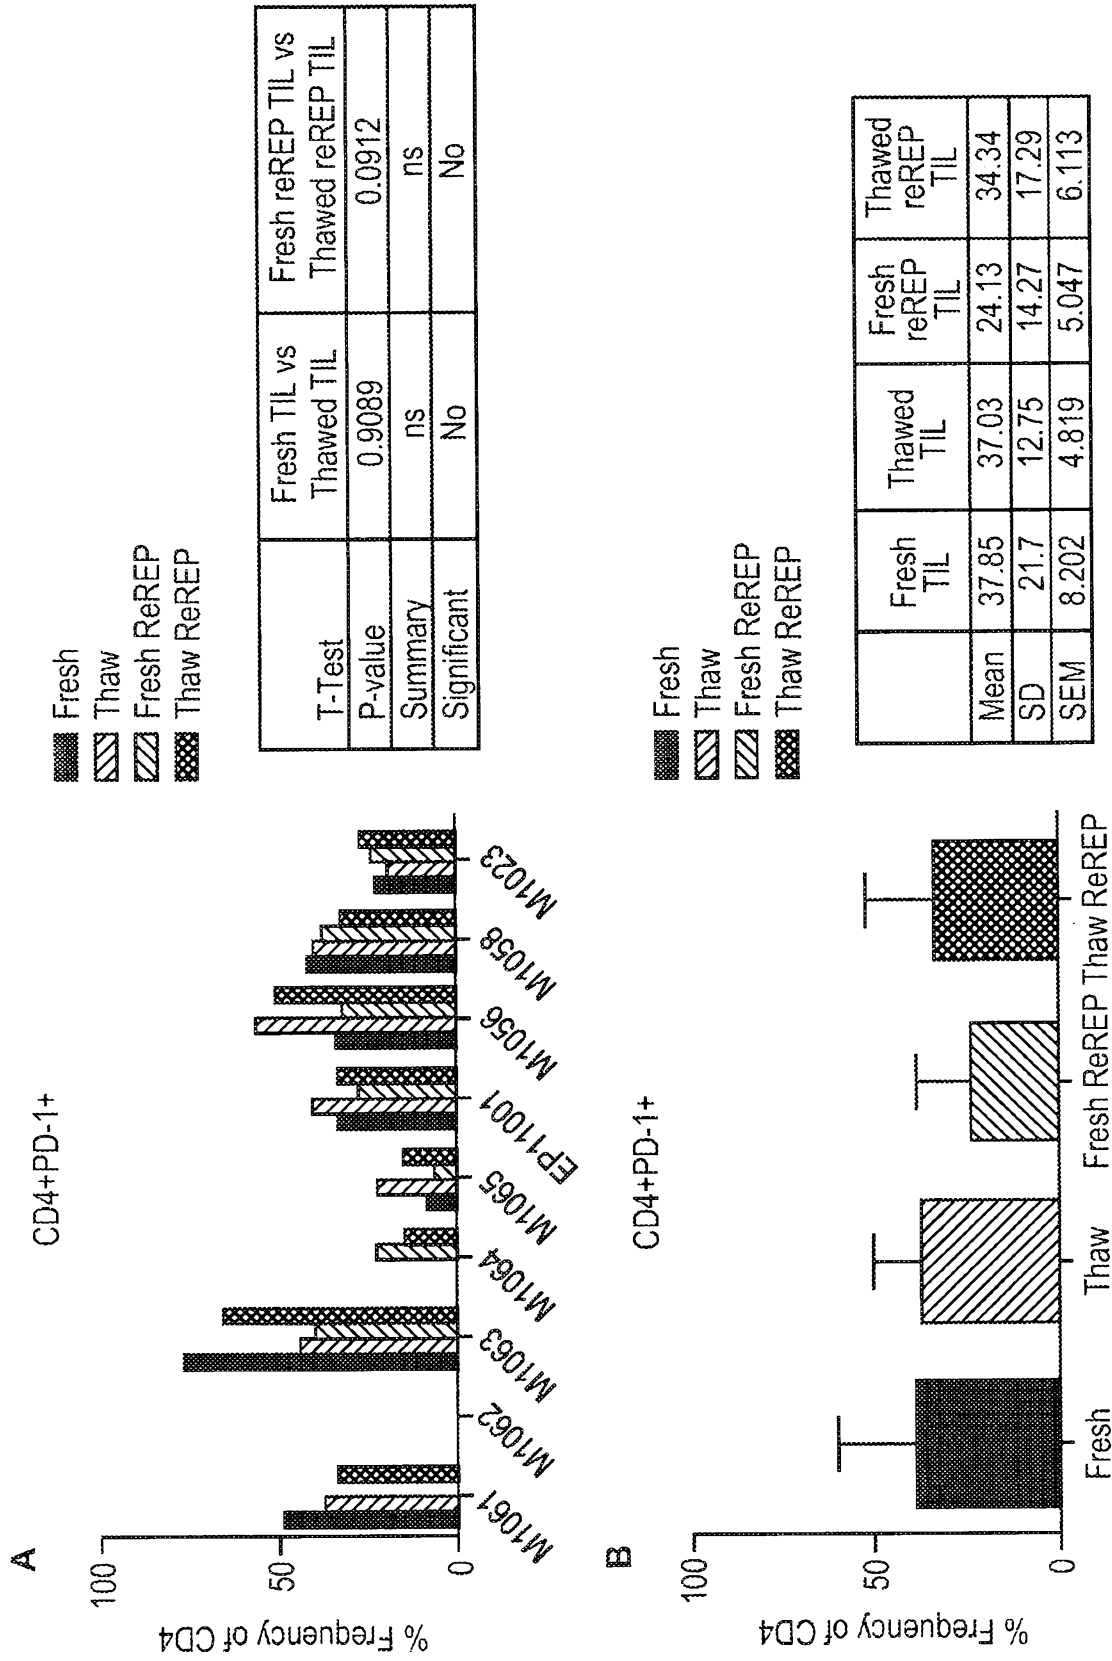 A
CD4+PD-1+
% Frequency of CD4
100
50
0
M1061
M1062
M1063
M1064
M1065
EP11001
M1056
M1058
M1023
Fresh
Thaw
Fresh ReREP
Thaw ReREP
T-Test
Fresh TIL vs
Thawed TIL
Fresh reREP TIL vs
Thawed reREP TIL
P-value 0.9089 0.0912
Summary ns ns
Significant No No
B
CD4+PD-1+
% Frequency of CD4
100
50
0
Fresh Thaw Fresh ReREP Thaw ReREP
Fresh
Thaw
Fresh ReREP
Thaw ReREP
Fresh
TIL
Thawed
TIL
Fresh
reREP
TIL
Thawed
reREP
TIL
Mean 37.85 37.03 24.13 34.34
SD 21.7 12.75 14.27 17.29
SEM 8.202 4.819 5.047 6.113